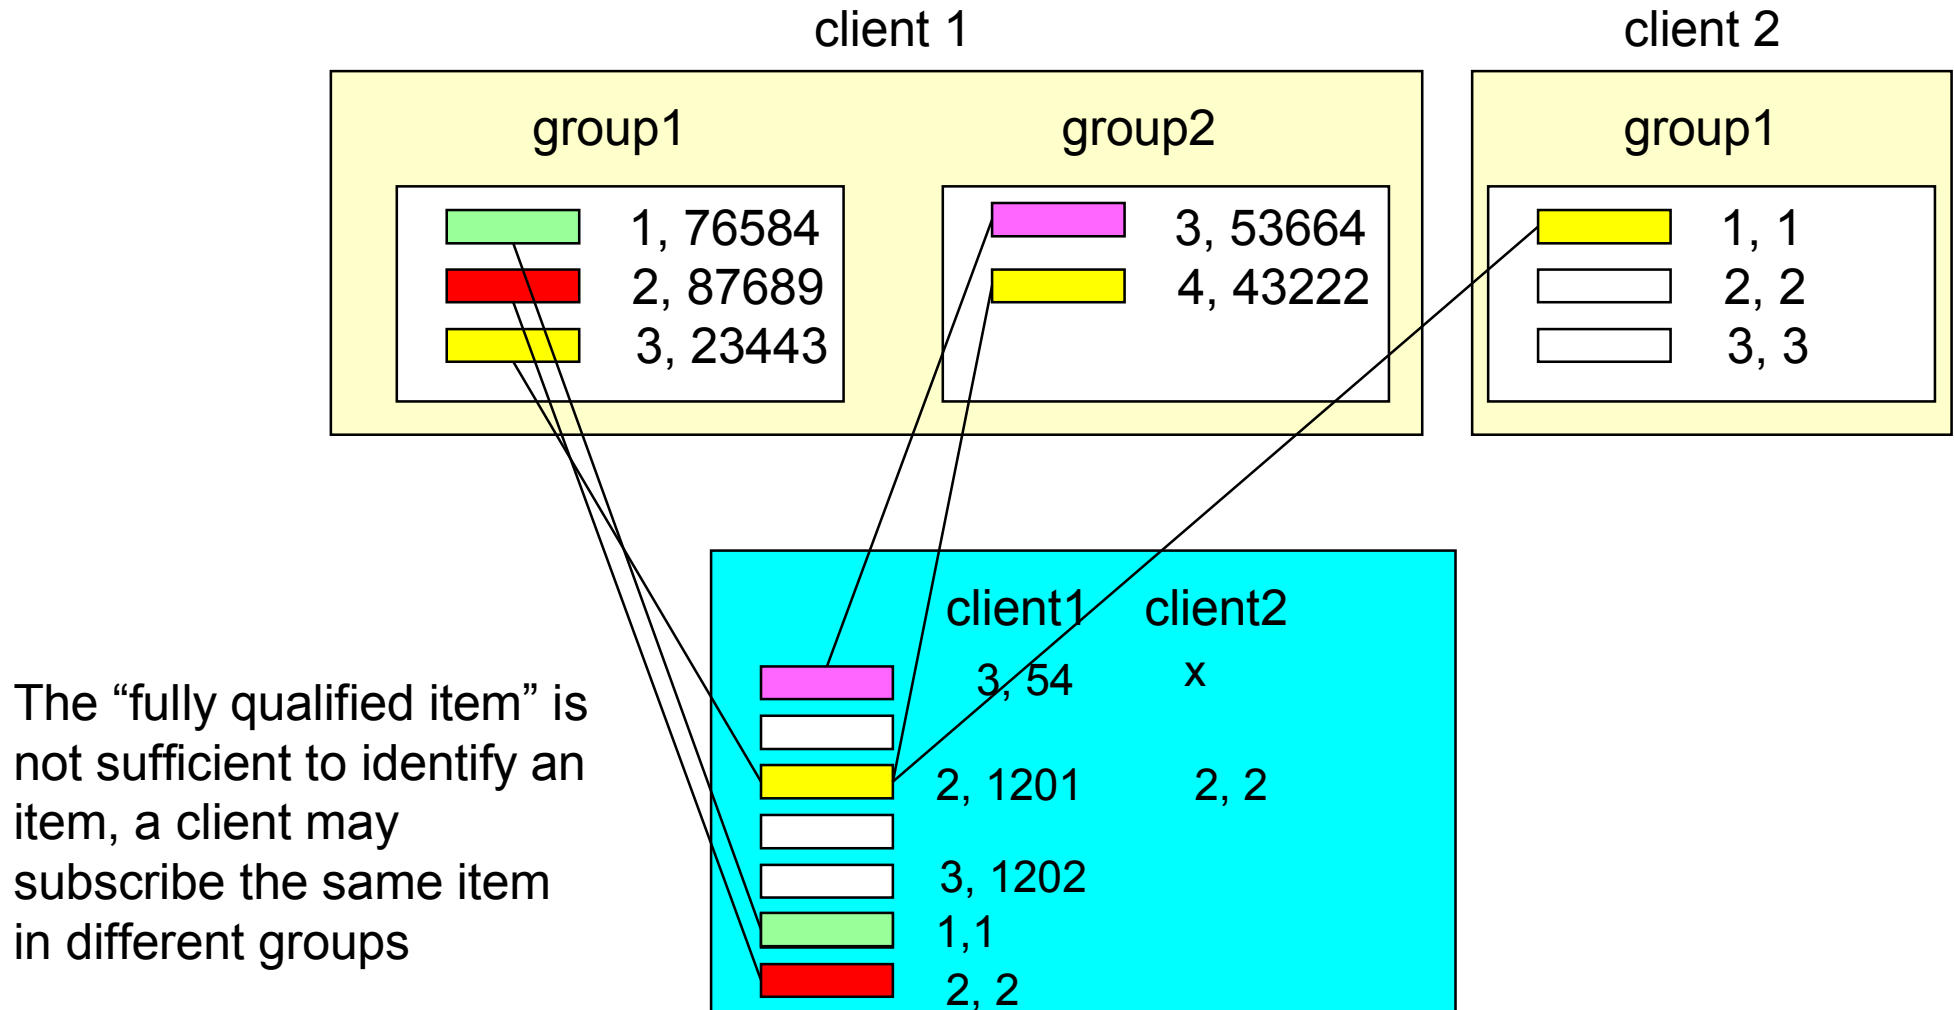 client 1
client 2
group1
group2
group1
1, 76584
2, 87689
3, 23443
3, 53664
4, 43222
1, 1
2, 2
3, 3
client1
client2
3, 54
x
2, 1201
2, 2
3, 1202
1,1
2, 2
The “fully qualified item” is
not sufficient to identify an
item, a client may
subscribe the same item
in different groups